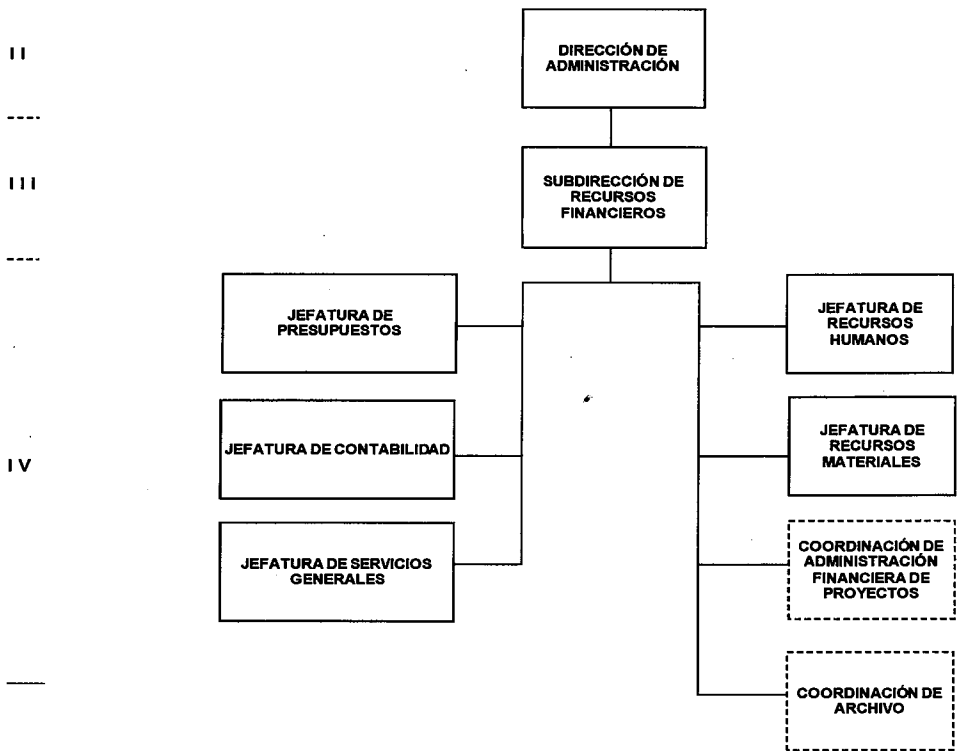 II
DIRECCIÓN DE
ADMINISTRACIÓN
III
SUBDIRECCIÓN DE
RECURSOS
FINANCIEROS
JEFATURA DE
PRESUPUESTOS
JEFATURA DE
RECURSOS
HUMANOS
IV
JEFATURA DE CONTABILIDAD
JEFATURA DE
RECURSOS
MATERIALES
JEFATURA DE SERVICIOS
GENERALES
COORDINACIÓN DE
ADMINISTRACIÓN
FINANCIERA DE
PROYECTOS
COORDINACIÓN DE
ARCHIVO